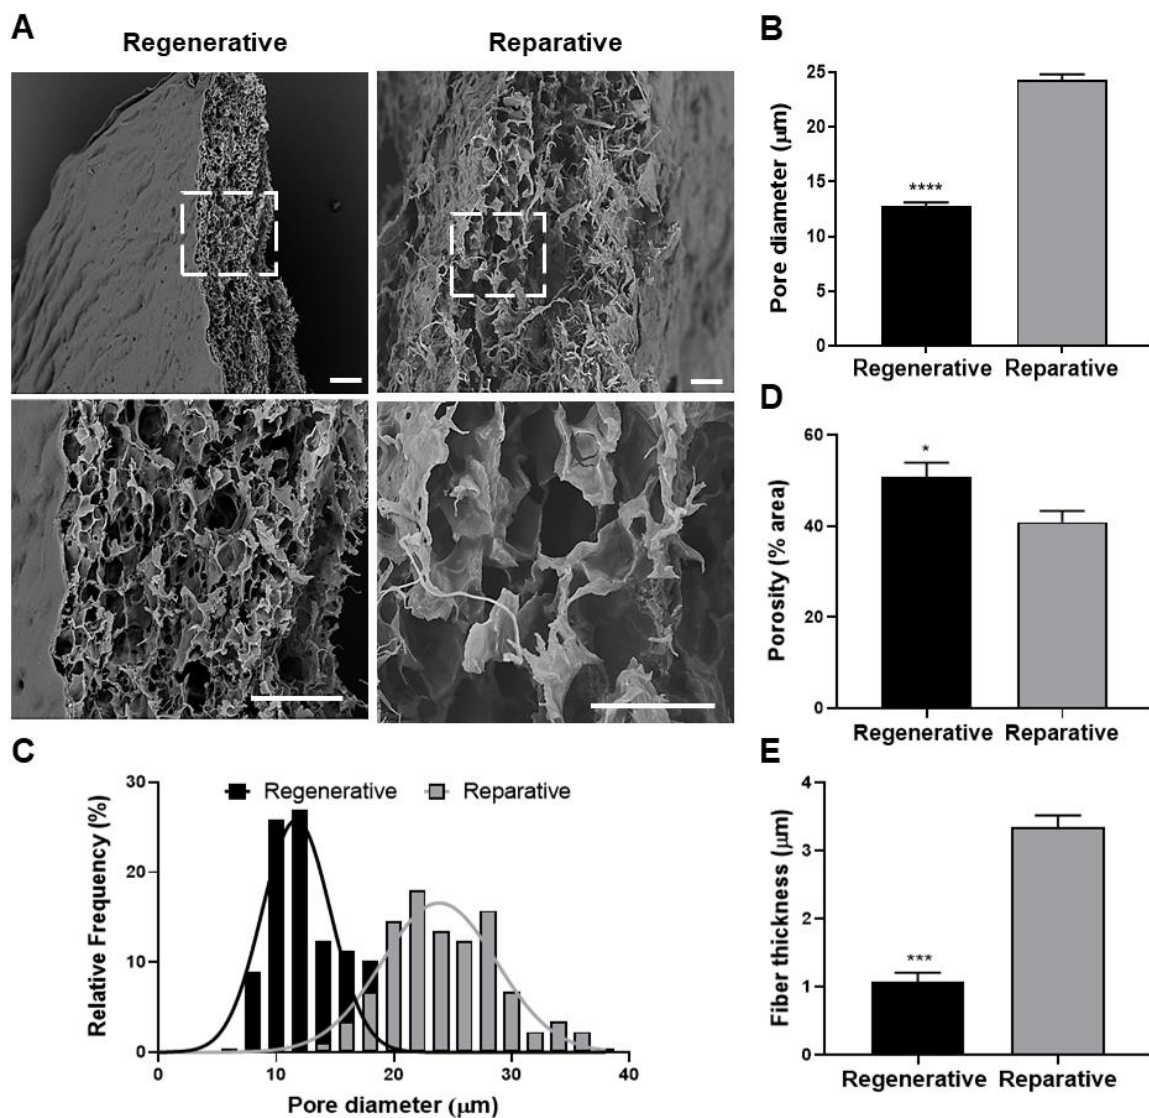 A
Regenerative
Reparative
B
Pore diameter (μm)
25
20
15
10
5
0
****
Regenerative
Reparative
D
Porosity (% area)
60
40
20
0
*
Regenerative
Reparative
C
Relative Frequency (%)
30
20
10
0
Regenerative
Reparative
0
10
20
30
40
Pore diameter (μm)
E
Fiber thickness (μm)
4
3
2
1
0
***
Regenerative
Reparative